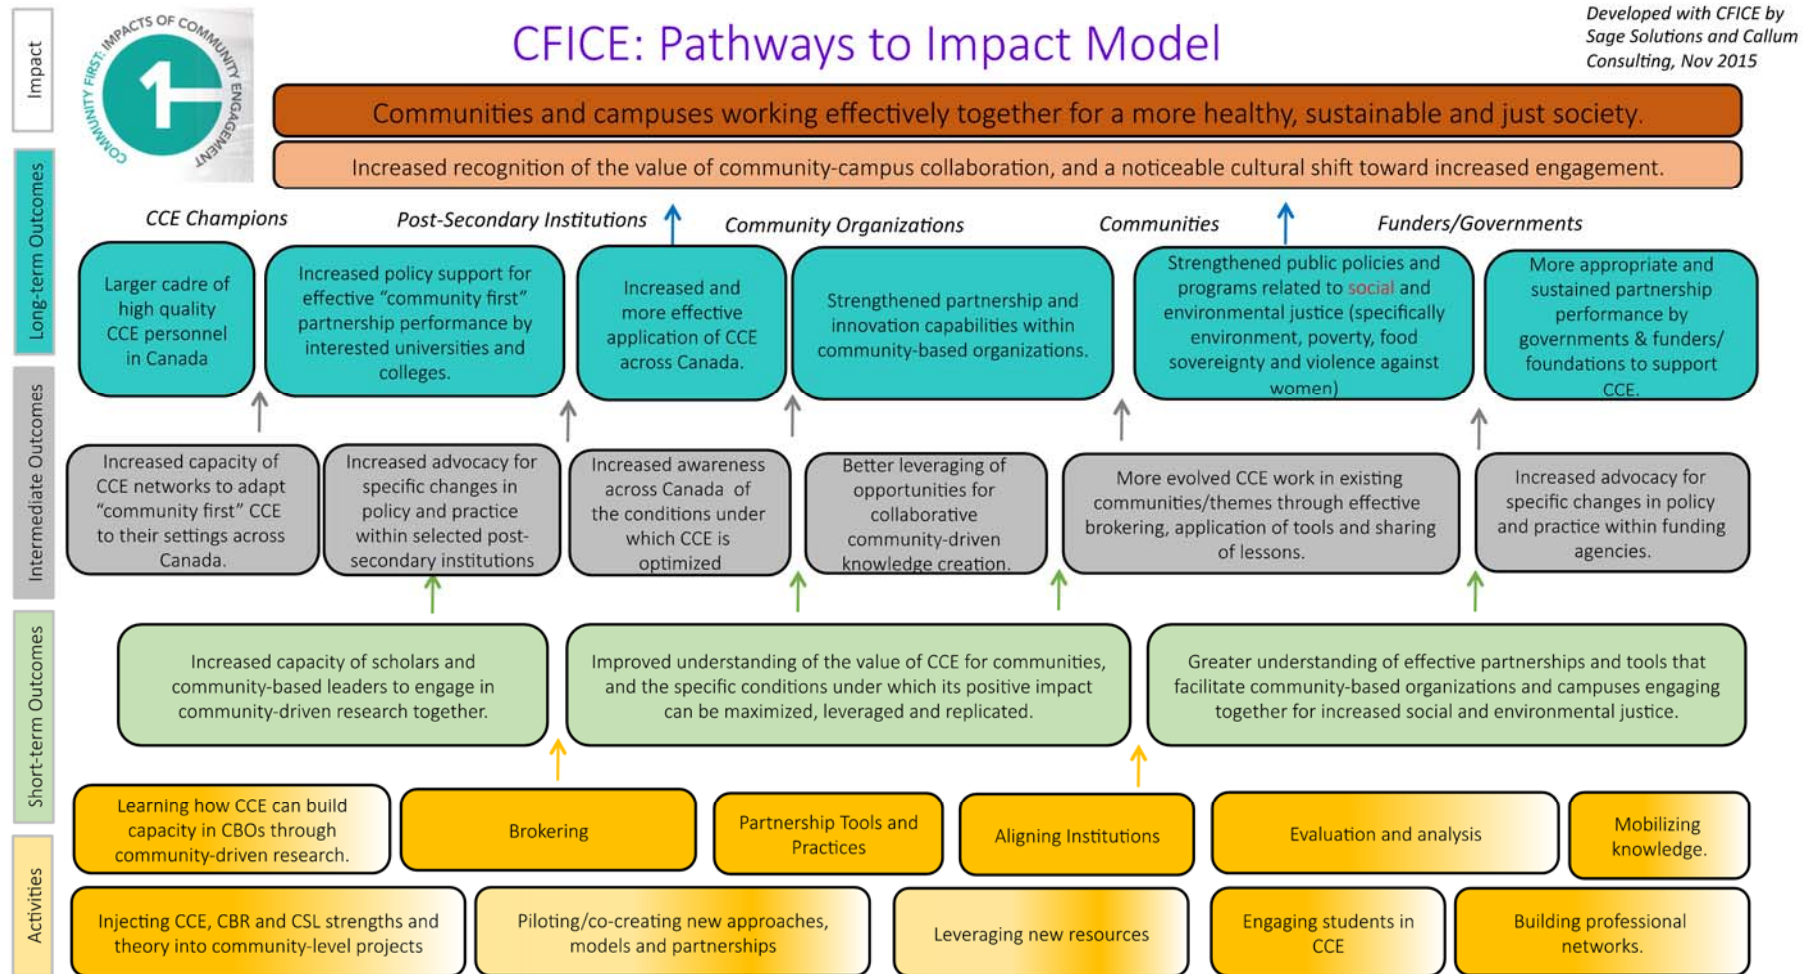 Impact
COMMUNITY FIRST: IMPACTS OF COMMUNITY ENGAGEMENT
1
CFICE: Pathways to Impact Model
Developed with CFICE by
Sage Solutions and Callum
Consulting, Nov 2015
Communities and campuses working effectively together for a more healthy, sustainable and just society.
Increased recognition of the value of community-campus collaboration, and a noticeable cultural shift toward increased engagement.
Long-term Outcomes
CCE Champions
Post-Secondary Institutions
Community Organizations
Communities
Funders/Governments
Larger cadre of
high quality
CCE personnel
in Canada
Increased policy support for
effective “community first”
partnership performance by
interested universities and
colleges.
Increased and
more effective
application of CCE
across Canada.
Strengthened partnership and
innovation capabilities within
community-based organizations.
Strengthened public policies and
programs related to social and
environmental justice (specifically
environment, poverty, food
sovereignty and violence against
women)
More appropriate and
sustained partnership
performance by
governments & funders/
foundations to support
CCE.
Intermediate Outcomes
Increased capacity of
CCE networks to adapt
“community first” CCE
to their settings across
Canada.
Increased advocacy for
specific changes in
policy and practice
within selected post-
secondary institutions
Increased awareness
across Canada of
the conditions under
which CCE is
optimized
Better leveraging of
opportunities for
collaborative
community-driven
knowledge creation.
More evolved CCE work in existing
communities/themes through effective
brokering, application of tools and sharing
of lessons.
Increased advocacy for
specific changes in policy
and practice within funding
agencies.
Short-term Outcomes
Increased capacity of scholars and
community-based leaders to engage in
community-driven research together.
Improved understanding of the value of CCE for communities,
and the specific conditions under which its positive impact
can be maximized, leveraged and replicated.
Greater understanding of effective partnerships and tools that
facilitate community-based organizations and campuses engaging
together for increased social and environmental justice.
Activities
Learning how CCE can build
capacity in CBOs through
community-driven research.
Brokering
Partnership Tools and
Practices
Aligning Institutions
Evaluation and analysis
Mobilizing
knowledge.
Injecting CCE, CBR and CSL strengths and
theory into community-level projects
Piloting/co-creating new approaches,
models and partnerships
Leveraging new resources
Engaging students in
CCE
Building professional
networks.